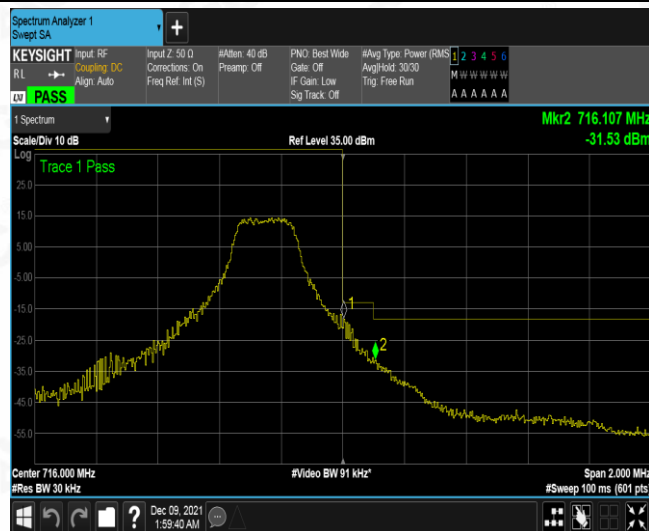 Spectrum Analyzer 1
Swept SA
KEYSIGHT Input: RF Input Z: 50 Ω #Atten: 40 dB PNO: Best Wide #Avg Type: Power (RMS 1 2 3 4 5 6
RL Coupling: DC Corrections: On Preamp: Off Gate: Off Avg|Hold: 30/30 M W W W W W
Align: Auto Freq Ref: Int (S) IF Gain: Low Trig: Free Run
LXI PASS Sig Track: Off A A A A A A
1 Spectrum Mkr2 716.107 MHz
Scale/Div 10 dB Ref Level 35.00 dBm -31.53 dBm
Log Trace 1 Pass
25.0
15.0
5.00
-5.00
-15.0 1
-25.0 2
-35.0
-45.0
-55.0
Center 716.000 MHz #Video BW 91 kHz* Span 2.000 MHz
#Res BW 30 kHz #Sweep 100 ms (601 pts)
? Dec 09, 2021
1:59:40 AM